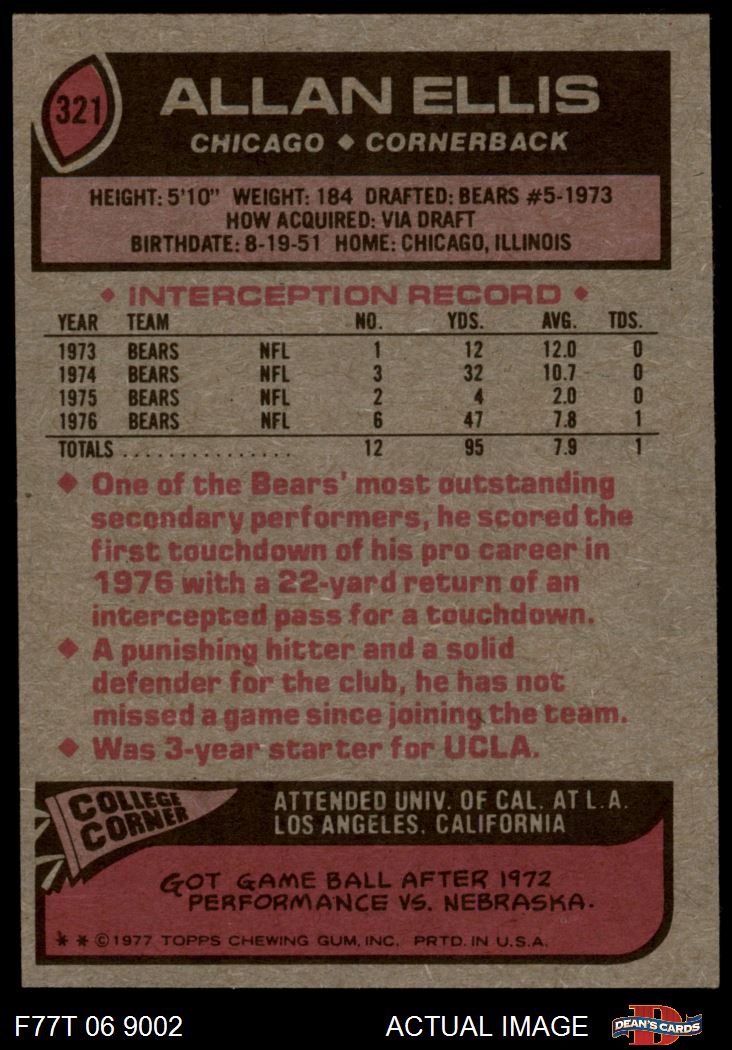 321
ALLAN ELLIS
CHICAGO ♦ CORNERBACK
HEIGHT: 5'10" WEIGHT: 184 DRAFTED: BEARS #5-1973
HOW ACQUIRED: VIA DRAFT
BIRTHDATE: 8-19-51 HOME: CHICAGO, ILLINOIS
♦ INTERCEPTION RECORD ♦
YEAR TEAM NO. YDS. AVG. TDS.
1973 BEARS NFL 1 12 12.0 0
1974 BEARS NFL 3 32 10.7 0
1975 BEARS NFL 2 4 2.0 0
1976 BEARS NFL 6 47 7.8 1
TOTALS . . . . . . . . . . . . . . . 12 95 7.9 1
♦ One of the Bears' most outstanding
secondary performers, he scored the
first touchdown of his pro career in
1976 with a 22-yard return of an
intercepted pass for a touchdown.
♦ A punishing hitter and a solid
defender for the club, he has not
missed a game since joining the team.
♦ Was 3-year starter for UCLA.
COLLEGE
CORNER
ATTENDED UNIV. OF CAL. AT L.A.
LOS ANGELES, CALIFORNIA
GOT GAME BALL AFTER 1972
PERFORMANCE VS. NEBRASKA.
* * ©1977 TOPPS CHEWING GUM, INC. PRTD. IN U.S.A.
F77T 06 9002 ACTUAL IMAGE D DEAN'S CARDS